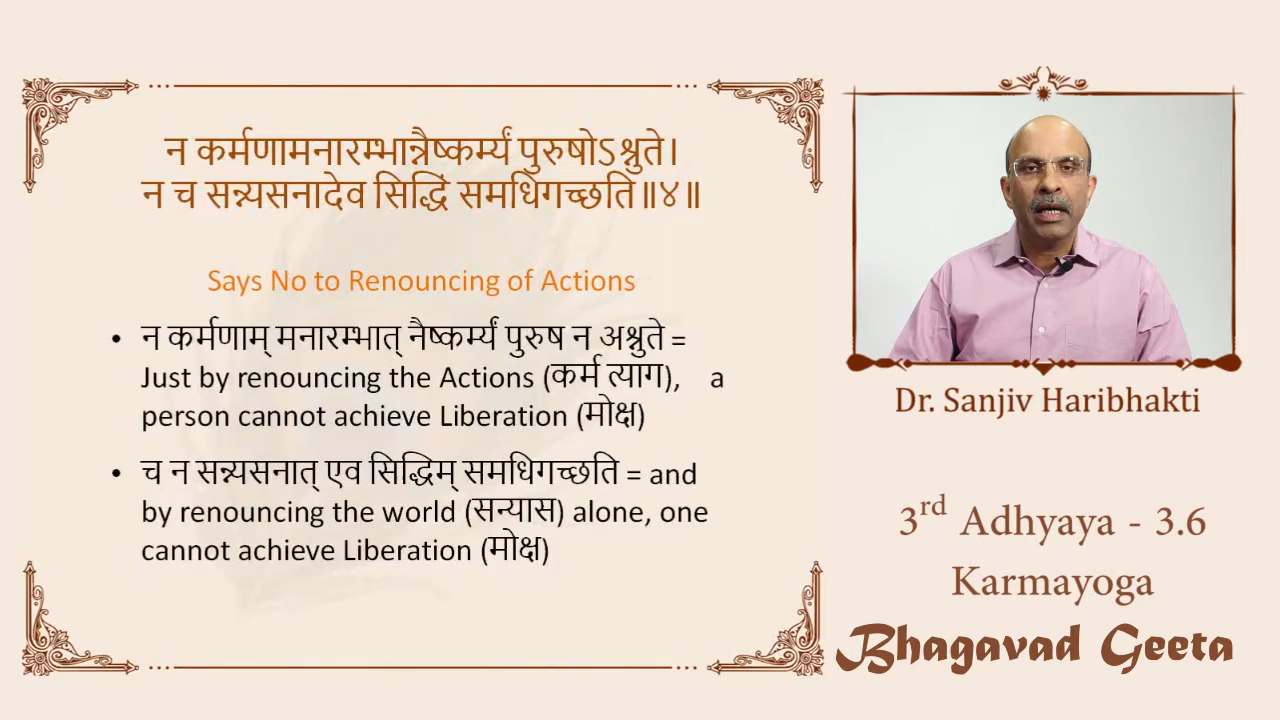 न कर्मणामनारम्भान्नैष्कर्म्यं पुरुषोऽश्नुते।
न च सन्न्यसनादेव सिद्धिं समधिगच्छति॥४॥
Says No to Renouncing of Actions
• न कर्मणाम् मनारम्भात् नैष्कर्म्यं पुरुष न अश्नुते =
Just by renouncing the Actions (कर्म त्याग), a
person cannot achieve Liberation (मोक्ष)
• च न सन्न्यसनात् एव सिद्धिम् समधिगच्छति = and
by renouncing the world (सन्यास) alone, one
cannot achieve Liberation (मोक्ष)
Dr. Sanjiv Haribhakti
3rd Adhyaya - 3.6
Karmayoga
Bhagavad Geeta